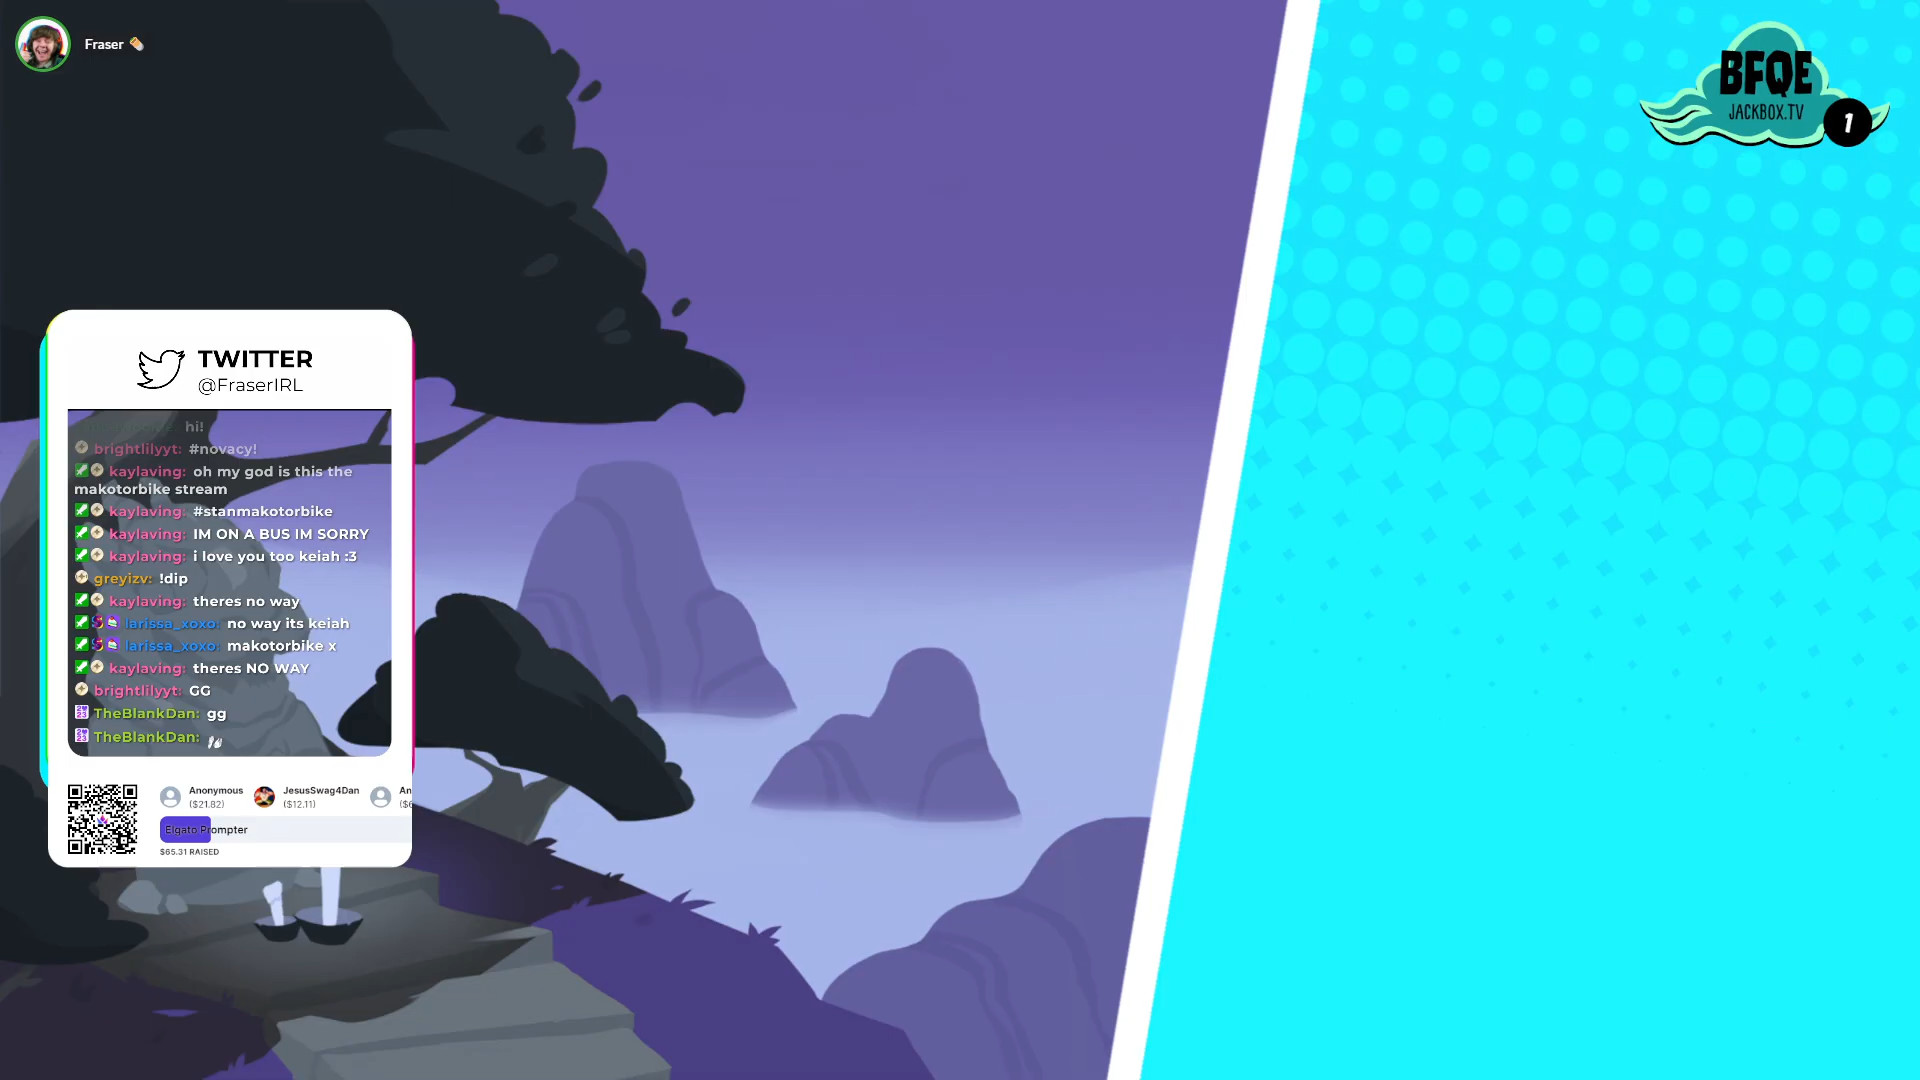 Fraser
BFQE
JACKBOX.TV
1
TWITTER
@FraserIRL
hi!
brightlilyyt: #novacy!
kaylaving: oh my god is this the
makotorbike stream
kaylaving: #stanmakotorbike
kaylaving: IM ON A BUS IM SORRY
kaylaving: i love you too keiah :3
greyizv: !dip
kaylaving: theres no way
larissa_xoxo: no way its keiah
larissa_xoxo: makotorbike x
kaylaving: theres NO WAY
brightlilyyt: GG
TheBlankDan: gg
TheBlankDan:
Anonymous
($21.82)
JesusSwag4Dan
($12.11)
An
($6
Elgato Prompter
$65.31 RAISED